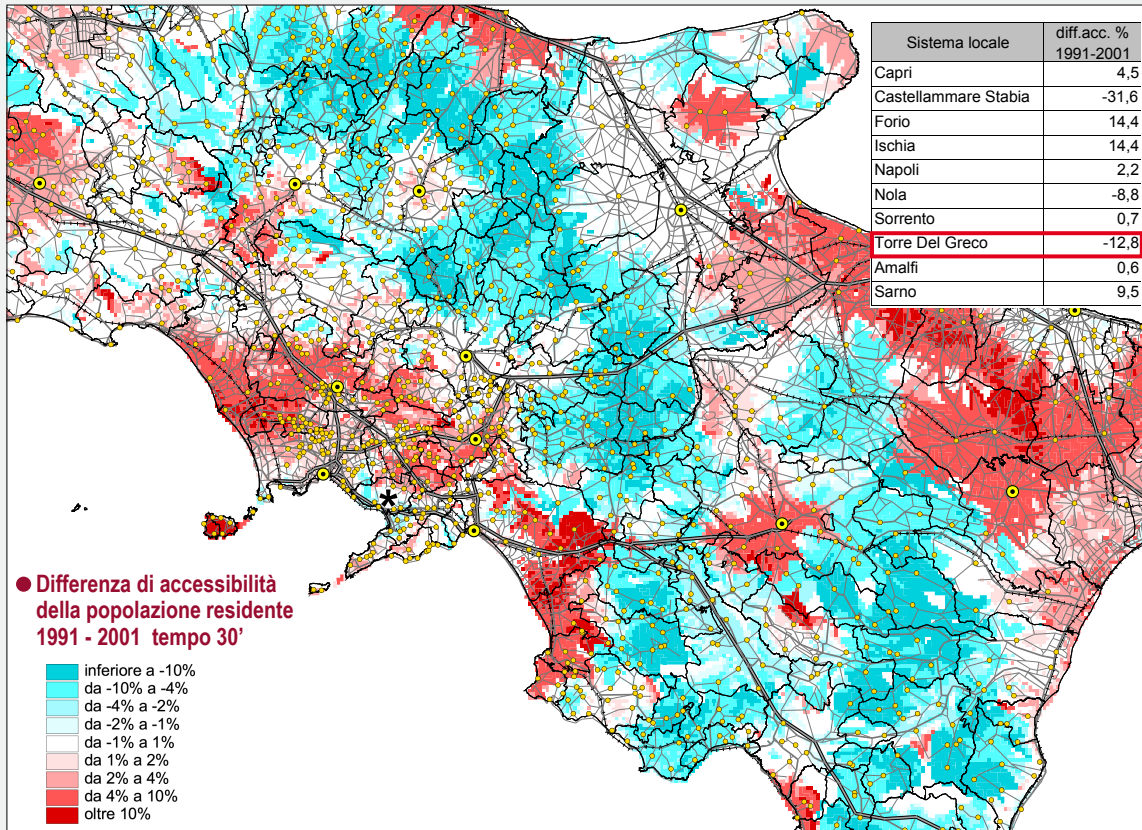 Sistema locale diff.acc. % 1991-2001
Capri 4,5
Castellammare Stabia -31,6
Forio 14,4
Ischia 14,4
Napoli 2,2
Nola -8,8
Sorrento 0,7
Torre Del Greco -12,8
Amalfi 0,6
Sarno 9,5
*
Differenza di accessibilità
della popolazione residente
1991 - 2001 tempo 30’
inferiore a -10%
da -10% a -4%
da -4% a -2%
da -2% a -1%
da -1% a 1%
da 1% a 2%
da 2% a 4%
da 4% a 10%
oltre 10%